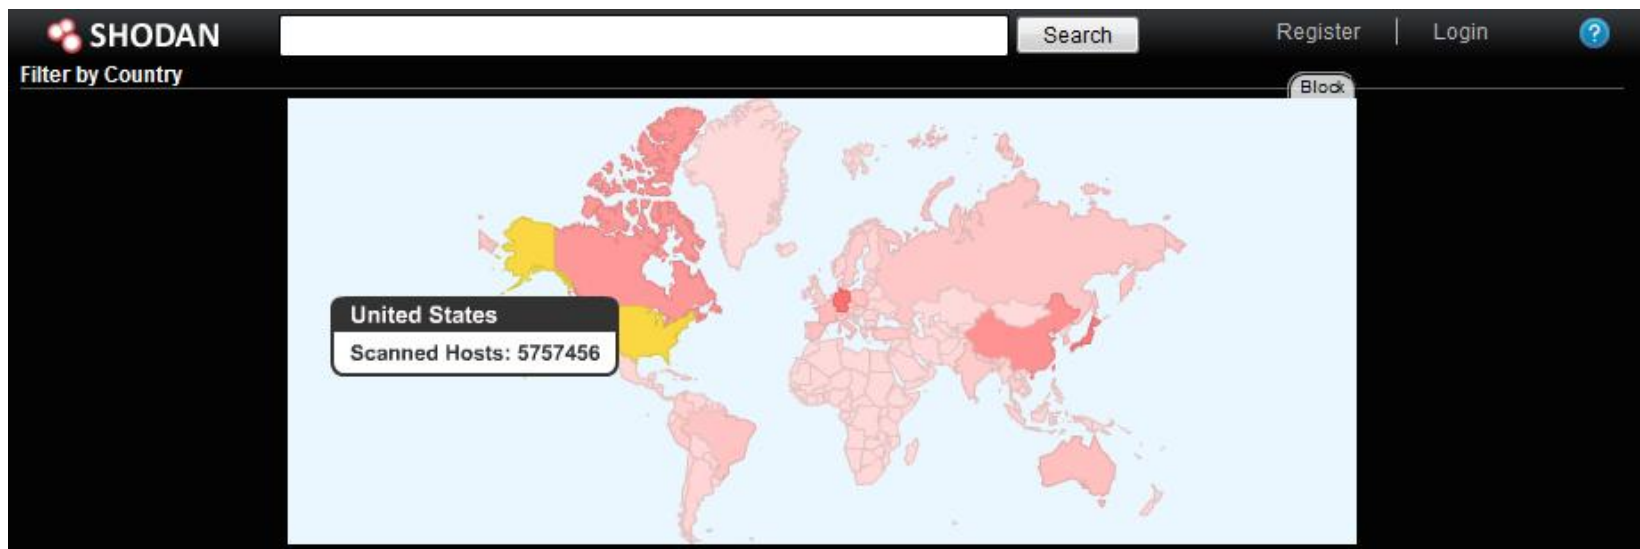 SHODAN
Search
Register
Login
?
Filter by Country
Block
United States
Scanned Hosts: 5757456